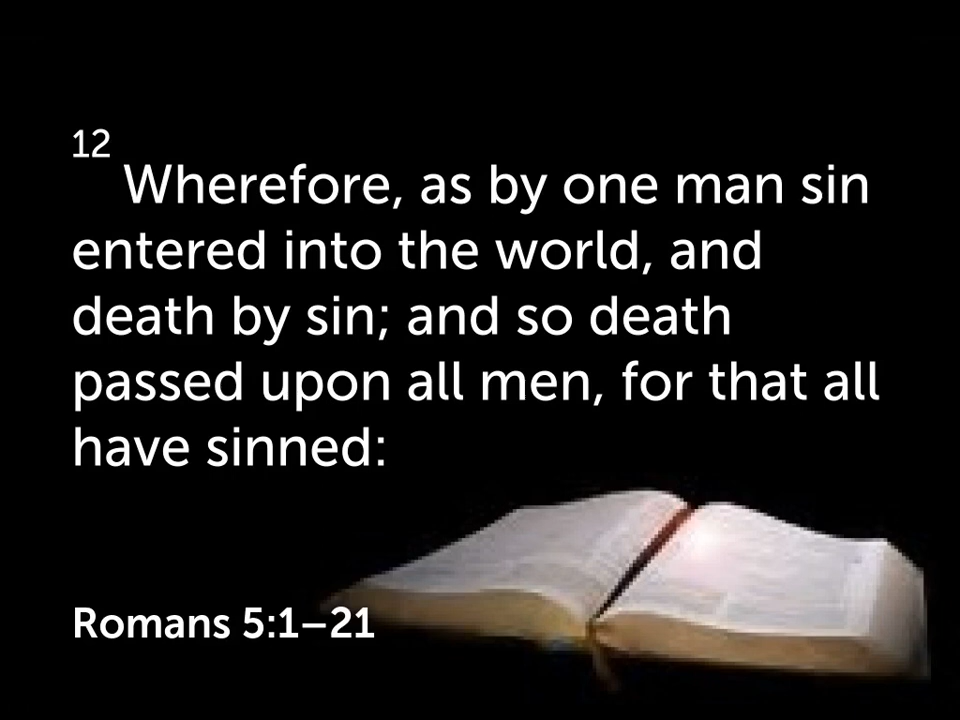 12
Wherefore, as by one man sin
entered into the world, and
death by sin; and so death
passed upon all men, for that all
have sinned:
Romans 5:1–21